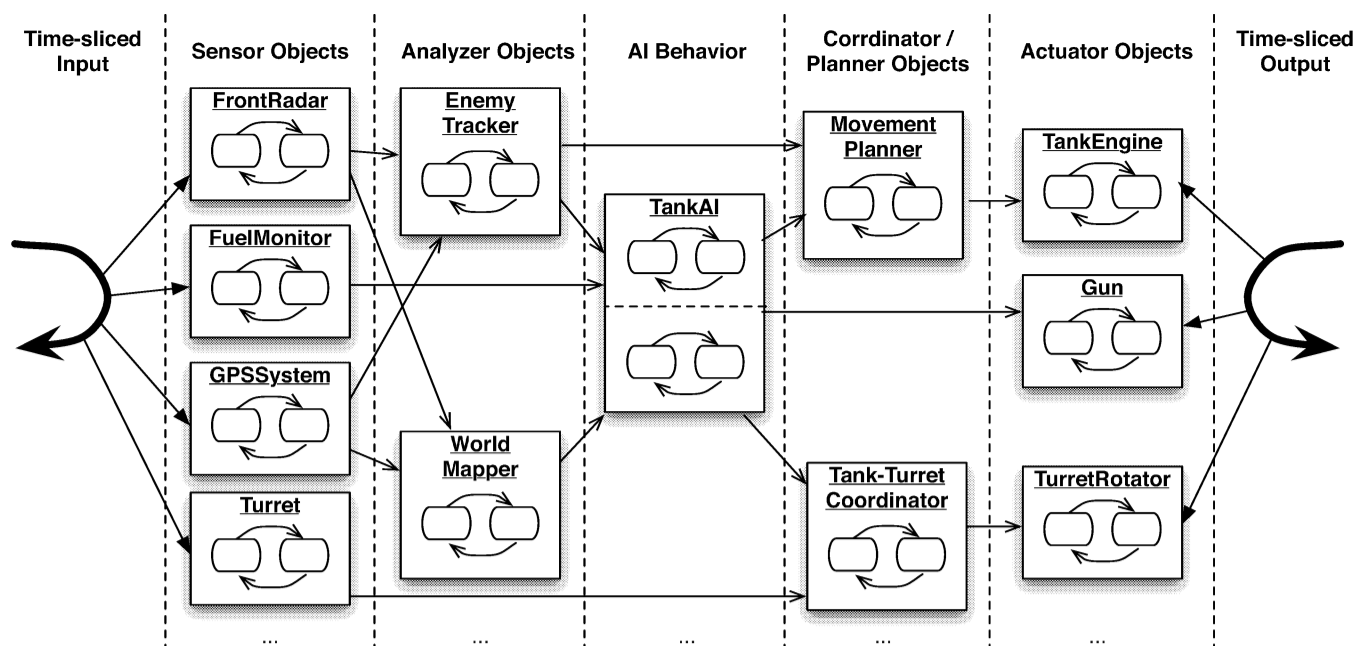 Time-sliced
Input
Sensor Objects
Analyzer Objects
AI Behavior
Corrdinator /
Planner Objects
Actuator Objects
Time-sliced
Output
FrontRadar
FuelMonitor
GPSSystem
Turret
...
Enemy
Tracker
World
Mapper
...
TankAI
...
Movement
Planner
Tank-Turret
Coordinator
...
TankEngine
Gun
TurretRotator
...